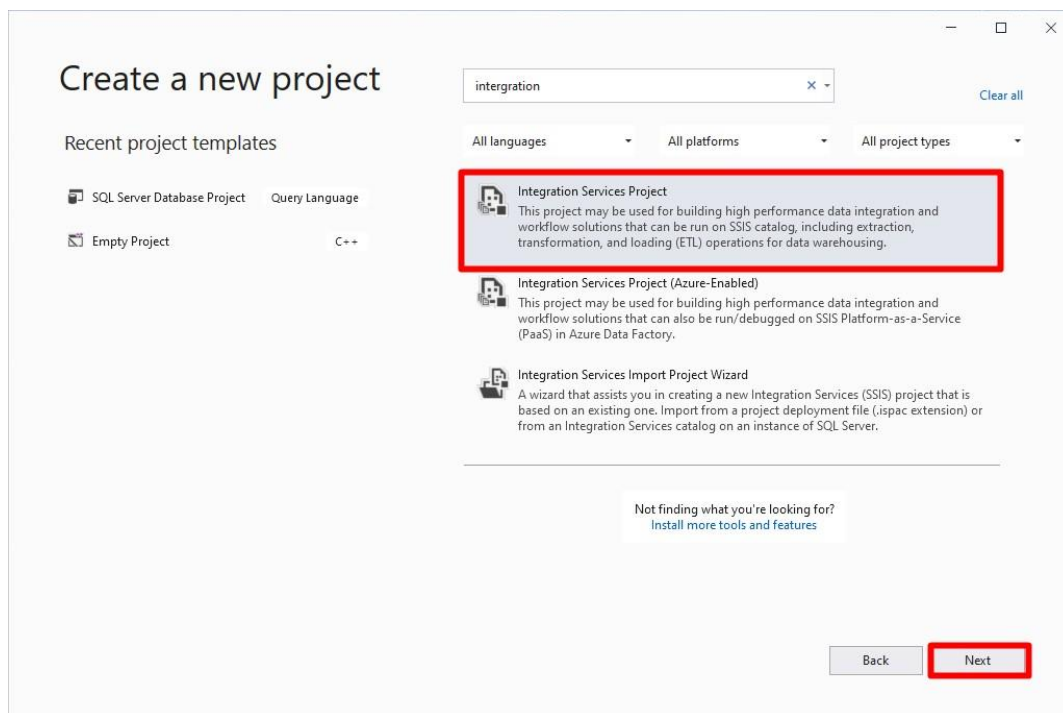 Create a new project
intergration
Clear all
Recent project templates
All languages
All platforms
All project types
SQL Server Database Project Query Language
Empty Project C++
Integration Services Project
This project may be used for building high performance data integration and
workflow solutions that can be run on SSIS catalog, including extraction,
transformation, and loading (ETL) operations for data warehousing.
Integration Services Project (Azure-Enabled)
This project may be used for building high performance data integration and
workflow solutions that can also be run/debugged on SSIS Platform-as-a-Service
(PaaS) in Azure Data Factory.
Integration Services Import Project Wizard
A wizard that assists you in creating a new Integration Services (SSIS) project that is
based on an existing one. Import from a project deployment file (.ispac extension) or
from an Integration Services catalog on an instance of SQL Server.
Not finding what you're looking for?
Install more tools and features
Back
Next